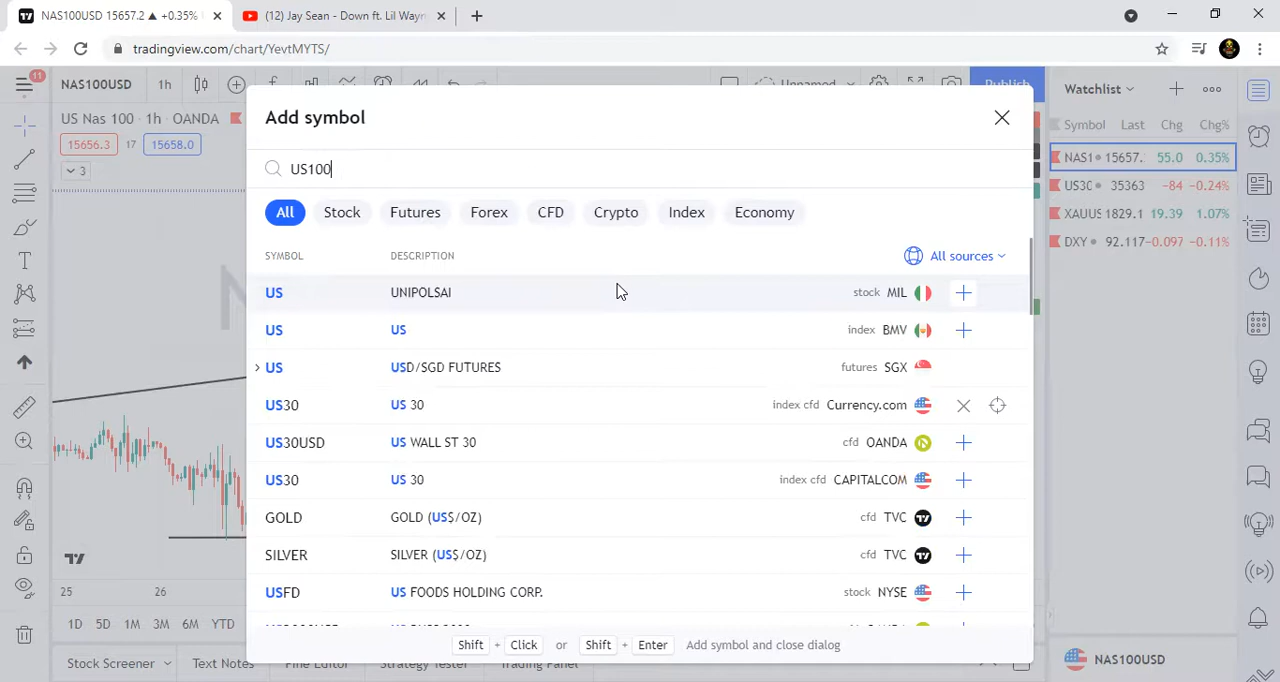 NAS100USD 15657.2 ▲ +0.35%
(12) Jay Sean - Down ft. Lil Wayn
tradingview.com/chart/YevtMYTS/
11
NAS100USD 1h Unnamed Publish
US Nas 100 · 1h · OANDA
15656.3 17 15658.0
3
Add symbol
US100
All Stock Futures Forex CFD Crypto Index Economy
SYMBOL DESCRIPTION All sources
US UNIPOLSAI stock MIL
US US index BMV
US USD/SGD FUTURES futures SGX
US30 US 30 index cfd Currency.com
US30USD US WALL ST 30 cfd OANDA
US30 US 30 index cfd CAPITALCOM
GOLD GOLD (US$/OZ) cfd TVC
SILVER SILVER (US$/OZ) cfd TVC
USFD US FOODS HOLDING CORP. stock NYSE
Shift + Click or Shift + Enter Add symbol and close dialog
Watchlist
Symbol Last Chg Chg%
NAS1 15657. 55.0 0.35%
US3 35363 −84 −0.24%
XAUUS 1829.1 19.39 1.07%
DXY 92.117 −0.097 −0.11%
25 26
1D 5D 1M 3M 6M YTD
Stock Screener Text Notes Pine Editor Strategy Tester Trading Panel
NAS100USD